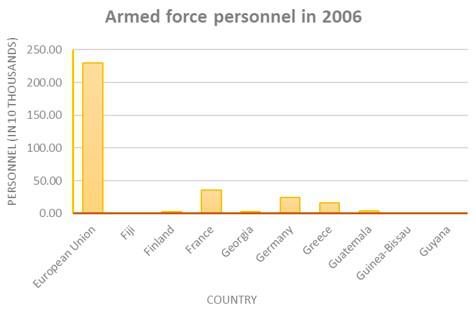 Armed force personnel in 2006
PERSONNEL (IN 10 THOUSANDS)
250.00
200.00
150.00
100.00
50.00
0.00
European Union
Fiji
Finland
France
Georgia
Germany
Greece
Guatemala
Guinea-Bissau
Guyana
COUNTRY